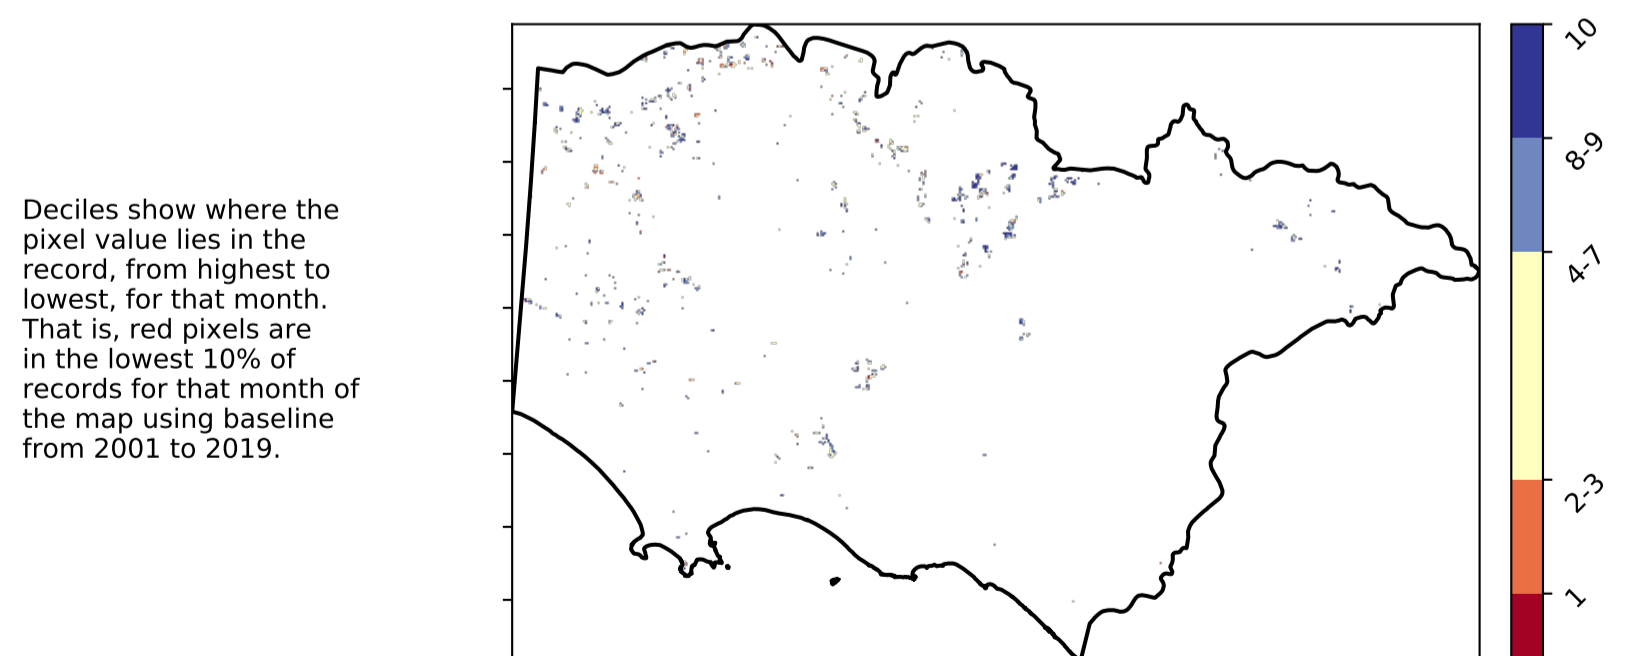 Deciles show where the
pixel value lies in the
record, from highest to
lowest, for that month.
That is, red pixels are
in the lowest 10% of
records for that month of
the map using baseline
from 2001 to 2019.
10
8-9
4-7
2-3
1